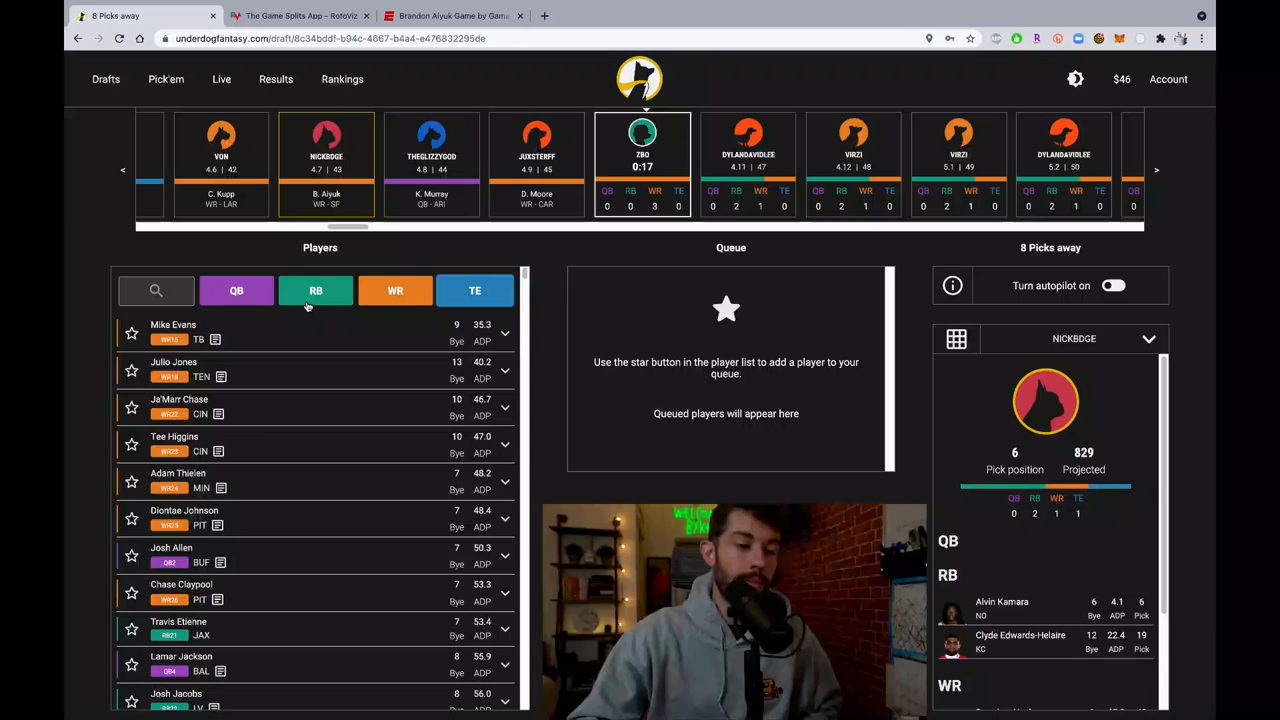 8 Picks away
The Game Splits App - RotoViz
Brandon Aiyuk Game by Game
underdogfantasy.com/draft/8c34bddf-b94c-4667-b4a4-e476832295de
Drafts Pick'em Live Results Rankings
$46 Account
VON
4.6 | 42
C. Kupp
WR - LAR
NICKBDGE
4.7 | 43
B. Aiyuk
WR - SF
THEGLIZZYGOD
4.8 | 44
K. Murray
QB - ARI
JUXSTERFF
4.9 | 45
D. Moore
WR - CAR
ZBO
0:17
QB RB WR TE
0 0 3 0
DYLANDAVIDLEE
4.11 | 47
QB RB WR TE
0 2 1 0
VIRZI
4.12 | 48
QB RB WR TE
0 2 1 0
VIRZI
5.1 | 49
QB RB WR TE
0 2 1 0
DYLANDAVIDLEE
5.2 | 50
QB RB WR TE
0 2 1 0
Players
QB RB WR TE
Mike Evans 9 35.3
WR15 TB Bye ADP
Julio Jones 13 40.2
WR18 TEN Bye ADP
Ja'Marr Chase 10 46.7
WR22 CIN Bye ADP
Tee Higgins 10 47.0
WR23 CIN Bye ADP
Adam Thielen 7 48.2
WR24 MIN Bye ADP
Diontae Johnson 7 48.4
WR25 PIT Bye ADP
Josh Allen 7 50.3
QB2 BUF Bye ADP
Chase Claypool 7 53.3
WR26 PIT Bye ADP
Travis Etienne 7 53.4
RB21 JAX Bye ADP
Lamar Jackson 8 55.9
QB4 BAL Bye ADP
Josh Jacobs 8 56.0
LV Bye ADP
Queue
Use the star button in the player list to add a player to your
queue.
Queued players will appear here
8 Picks away
Turn autopilot on
NICKBDGE
6 829
Pick position Projected
QB RB WR TE
0 2 1 1
QB
RB
Alvin Kamara 6 4.1 6
NO Bye ADP Pick
Clyde Edwards-Helaire 12 22.4 19
KC Bye ADP Pick
WR